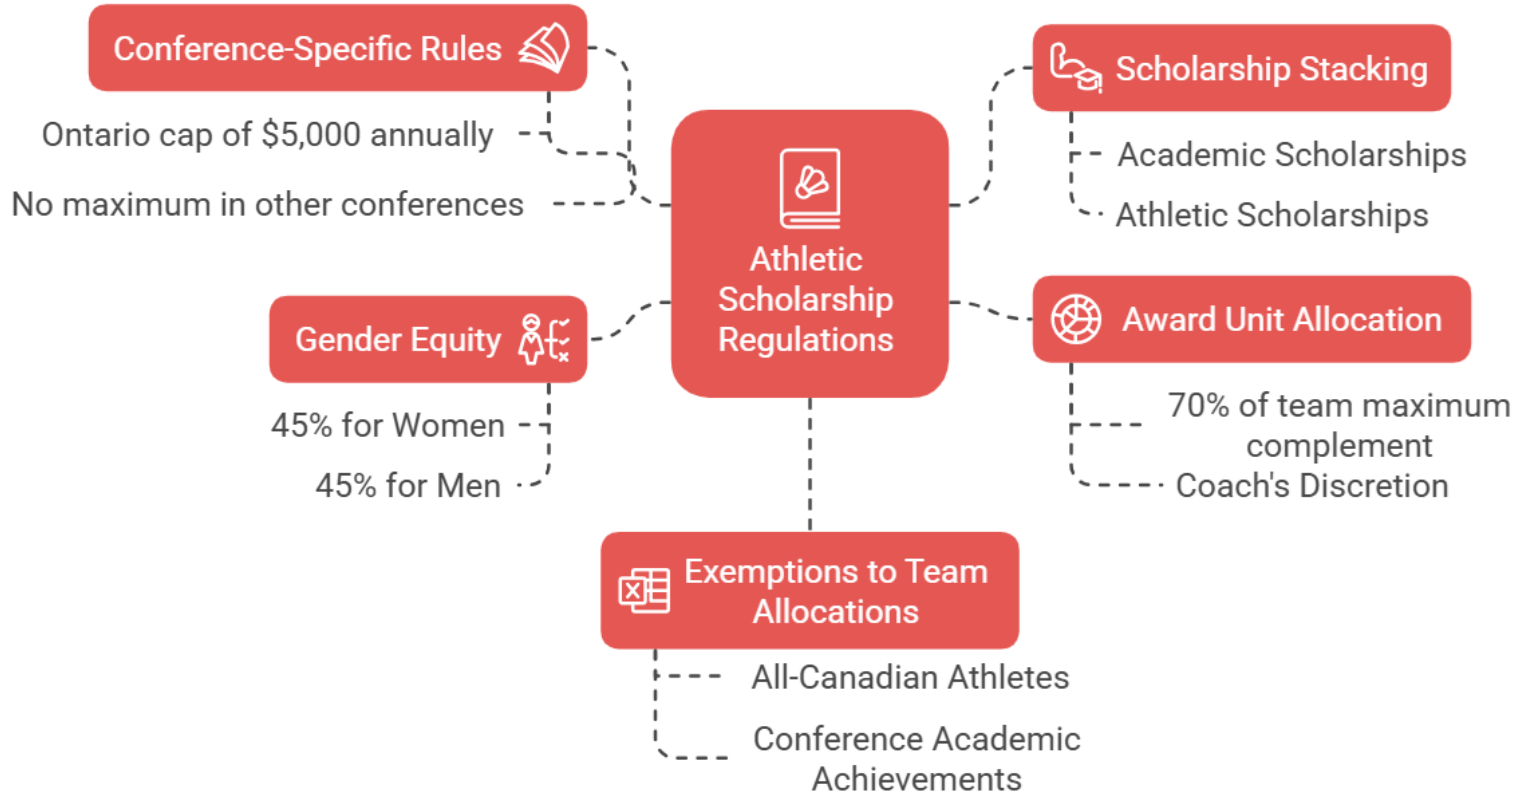 Conference-Specific Rules
Ontario cap of $5,000 annually
No maximum in other conferences
Gender Equity
45% for Women
45% for Men
Athletic
Scholarship
Regulations
Scholarship Stacking
Academic Scholarships
Athletic Scholarships
Award Unit Allocation
70% of team maximum
complement
Coach's Discretion
Exemptions to Team
Allocations
All-Canadian Athletes
Conference Academic
Achievements